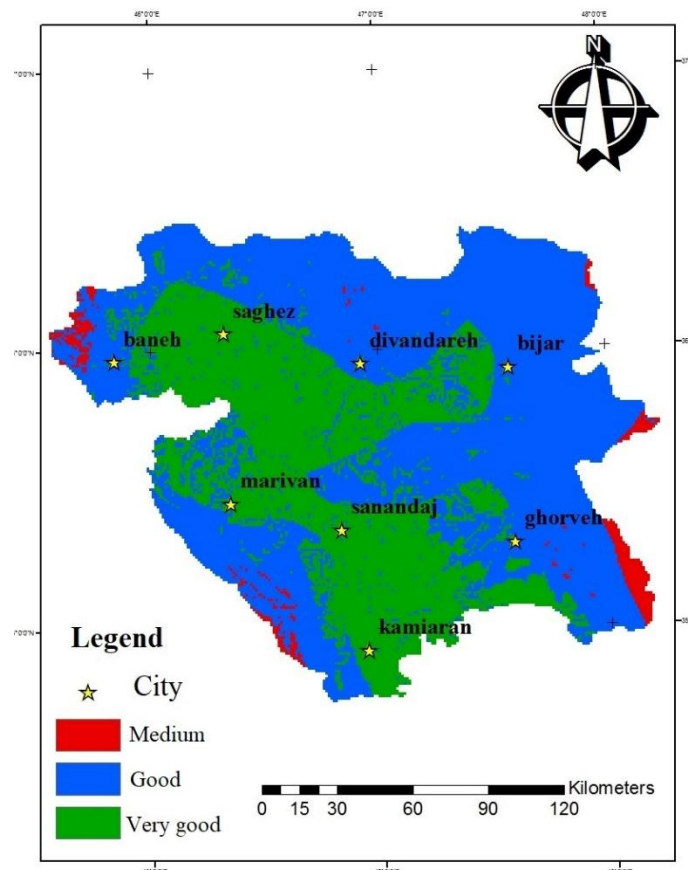 46°0'0"E 47°0'0"E 48°0'0"E
N
saghez
baneh divandareh bijar
marivan
sanandaj
ghorveh
kamiaran
Legend
City
Medium
Good
Very good
Kilometers
0 15 30 60 90 120